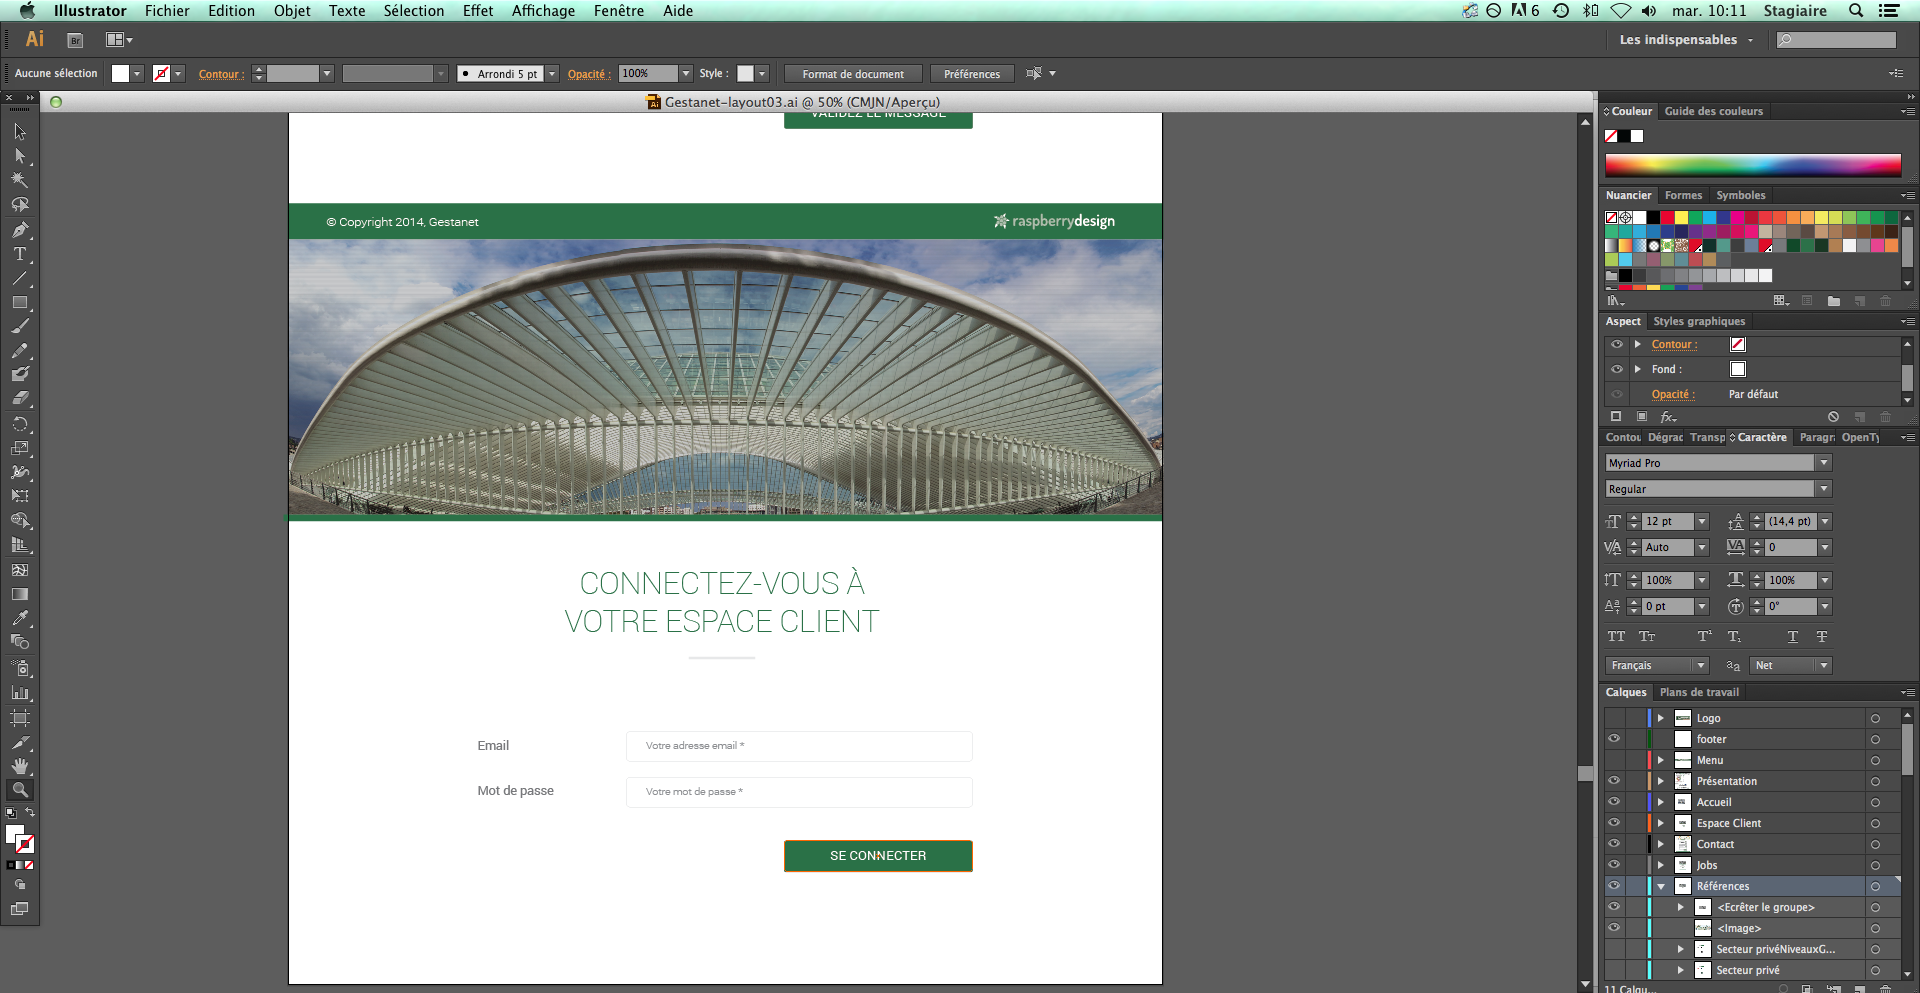 Illustrator Fichier Edition Objet Texte Sélection Effet Affichage Fenêtre Aide
6 mar. 10:11 Stagiaire
Ai Br Les indispensables
Aucune sélection Contour : Arrondi 5 pt Opacité : 100% Style : Format de document Préférences
Gestanet-layout03.ai @ 50% (CMJN/Aperçu)
VALIDEZ LE MESSAGE
© Copyright 2014, Gestanet
raspberrydesign
CONNECTEZ-VOUS À
VOTRE ESPACE CLIENT
Email
Votre adresse email *
Mot de passe
Votre mot de passe *
SE CONNECTER
Couleur Guide des couleurs
Nuancier Formes Symboles
Aspect Styles graphiques
Contour :
Fond :
Opacité : Par défaut
fx
Contou Dégrad Transp Caractère Paragr OpenTy
Myriad Pro
Regular
12 pt (14,4 pt)
Auto 0
100% 100%
0 pt 0°
Français Net
Calques Plans de travail
Logo
footer
Menu
Présentation
Accueil
Espace Client
Contact
Jobs
Références
<Ecrêter le groupe>
<Image>
Secteur privéNiveauxG...
Secteur privé
11 Calqu...